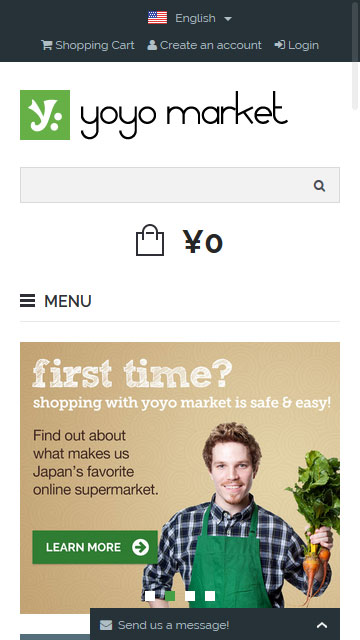 English
Shopping Cart Create an account Login
y. yoyo market
¥0
MENU
first time?
shopping with yoyo market is safe & easy!
Find out about
what makes us
Japan's favorite
online supermarket.
LEARN MORE
Send us a message!